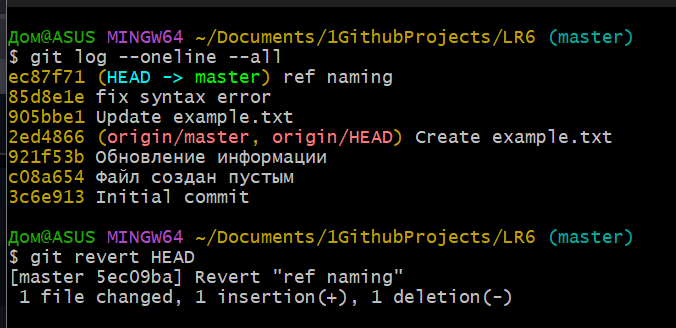 Дом@ASUS MINGW64 ~/Documents/1GithubProjects/LR6 (master)
$ git log --oneline --all
ec87f71 (HEAD -> master) ref naming
85d8e1e fix syntax error
905bbe1 Update example.txt
2ed4866 (origin/master, origin/HEAD) Create example.txt
921f53b Обновление информации
c08a654 Файл создан пустым
3c6e913 Initial commit
Дом@ASUS MINGW64 ~/Documents/1GithubProjects/LR6 (master)
$ git revert HEAD
[master 5ec09ba] Revert "ref naming"
 1 file changed, 1 insertion(+), 1 deletion(-)